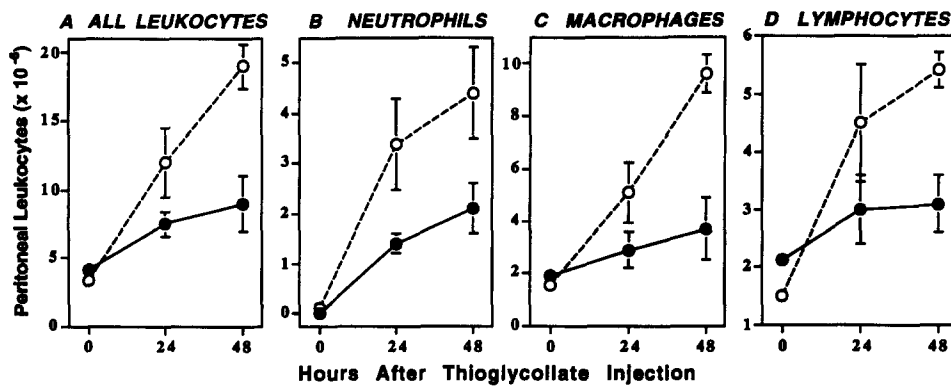 A ALL LEUKOCYTES
B NEUTROPHILS
C MACROPHAGES
D LYMPHOCYTES
Peritoneal Leukocytes (x 10⁻⁶)
20
15
10
5
0
0 24 48
5
4
3
2
1
0
0 24 48
10
8
6
4
2
0
0 24 48
6
5
4
3
2
1
0 24 48
Hours After Thioglycollate Injection